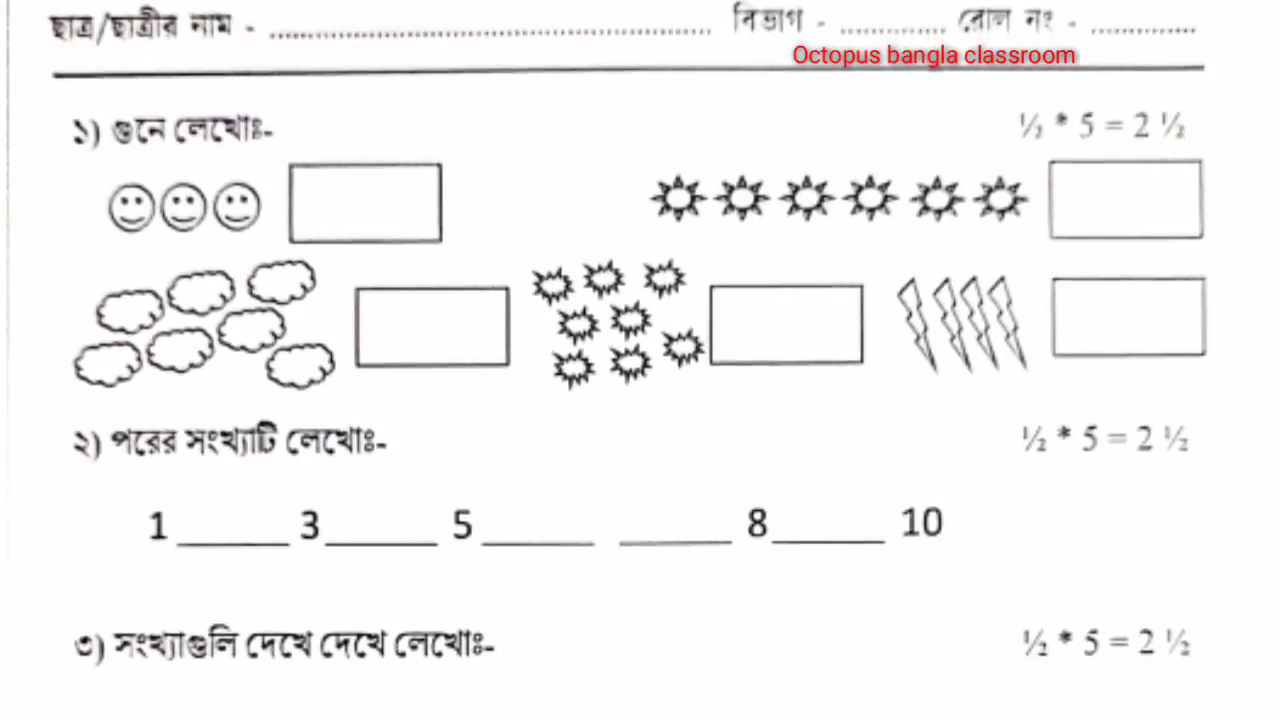 ছাত্র/ছাত্রীর নাম - ........................................................ বিভাগ - ............. রোল নং - .............
Octopus bangla classroom
১) গুনে লেখোঃ- ½ * 5 = 2 ½
২) পরের সংখ্যাটি লেখোঃ- ½ * 5 = 2 ½
1 ______ 3 ______ 5 ______ ______ 8 ______ 10
৩) সংখ্যাগুলি দেখে দেখে লেখোঃ- ½ * 5 = 2 ½